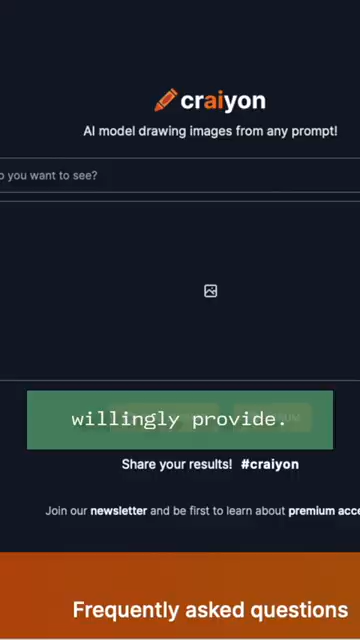 craiyon
AI model drawing images from any prompt!
you want to see?
willingly provide.
Share your results! #craiyon
Join our newsletter and be first to learn about premium
Frequently asked questions